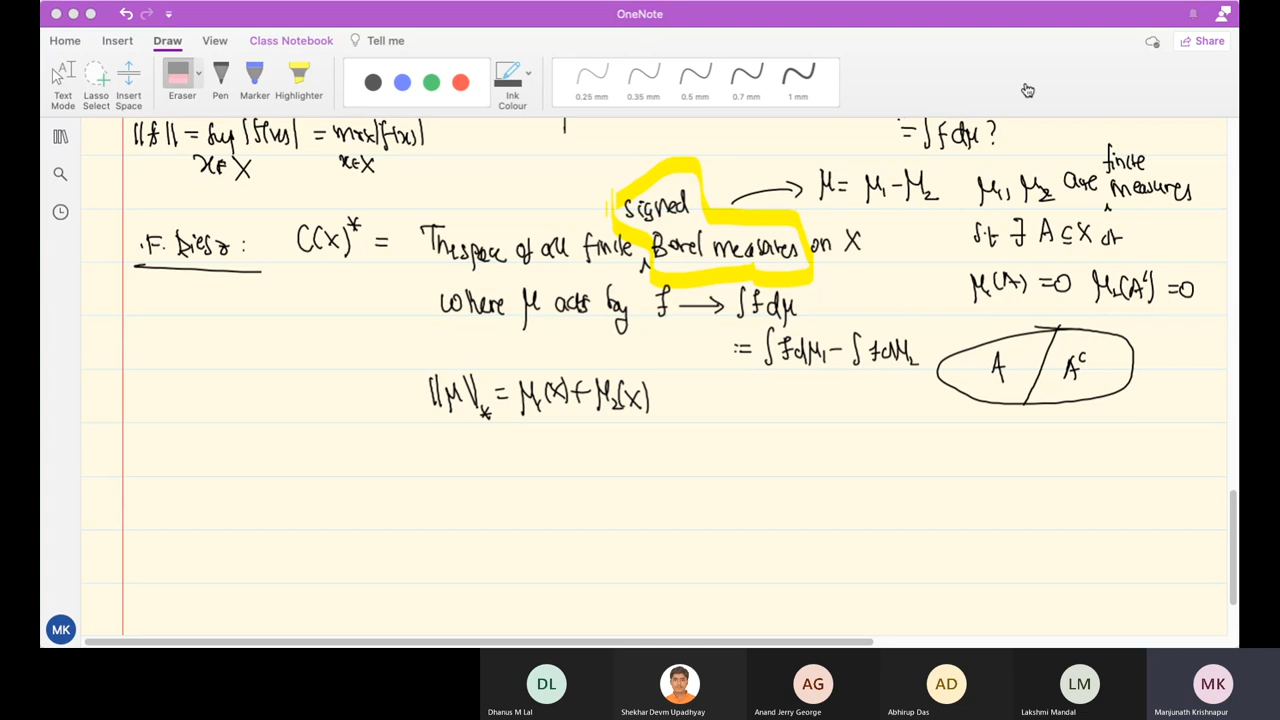 OneNote
Home Insert Draw View Class Notebook Tell me
Share
Text Mode
Lasso Select
Insert Space
Eraser
Pen
Marker
Highlighter
Ink Colour
0.25 mm 0.35 mm 0.5 mm 0.7 mm 1 mm
||f|| = sup |f(x)| = max |f(x)|
x∈X x∈X
= ∫ f dμ ?
signed → μ = μ₁ - μ₂ μ₁, μ₂ are finite measures
s.t ∃ A ⊆ X st
μ₁(A) = 0 μ₂(Aᶜ) = 0
.F. Riesz : C(X)* = The space of all finite ^ Borel measures on X
where μ acts by f → ∫ f dμ
:= ∫ f dμ₁ - ∫ f dμ₂
A Aᶜ
||μ||_* = μ₁(X) + μ₂(X)
MK
DL SDU AG AD LM MK
Dhanus M Lal
Shekhar Devm Upadhyay
Anand Jerry George
Abhirup Das
Lakshmi Mandal
Manjunath Krishnapur